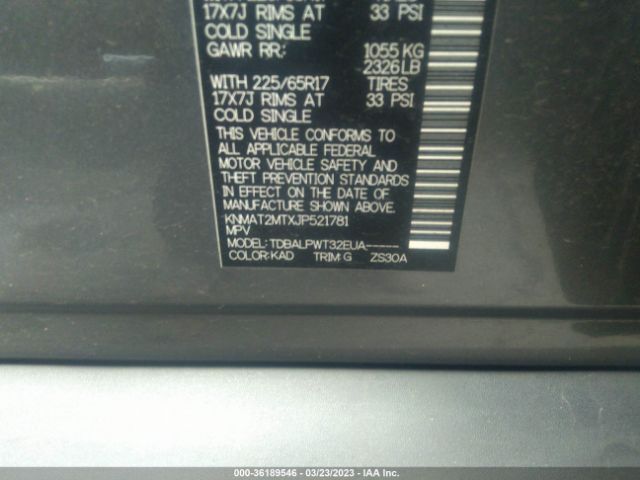 17X7J RIMS AT 33 PSI
COLD SINGLE
GAWR RR: 1055 KG
2326 LB
WITH 225/65R17 TIRES
17X7J RIMS AT 33 PSI
COLD SINGLE
THIS VEHICLE CONFORMS TO
ALL APPLICABLE FEDERAL
MOTOR VEHICLE SAFETY AND
THEFT PREVENTION STANDARDS
IN EFFECT ON THE DATE OF
MANUFACTURE SHOWN ABOVE.
KNMAT2MTXJP521781
MPV
MODEL: TDBALPWT32EUA-----
COLOR:KAD TRIM:G ZS30A
000-36189546 - 03/23/2023 - IAA Inc.